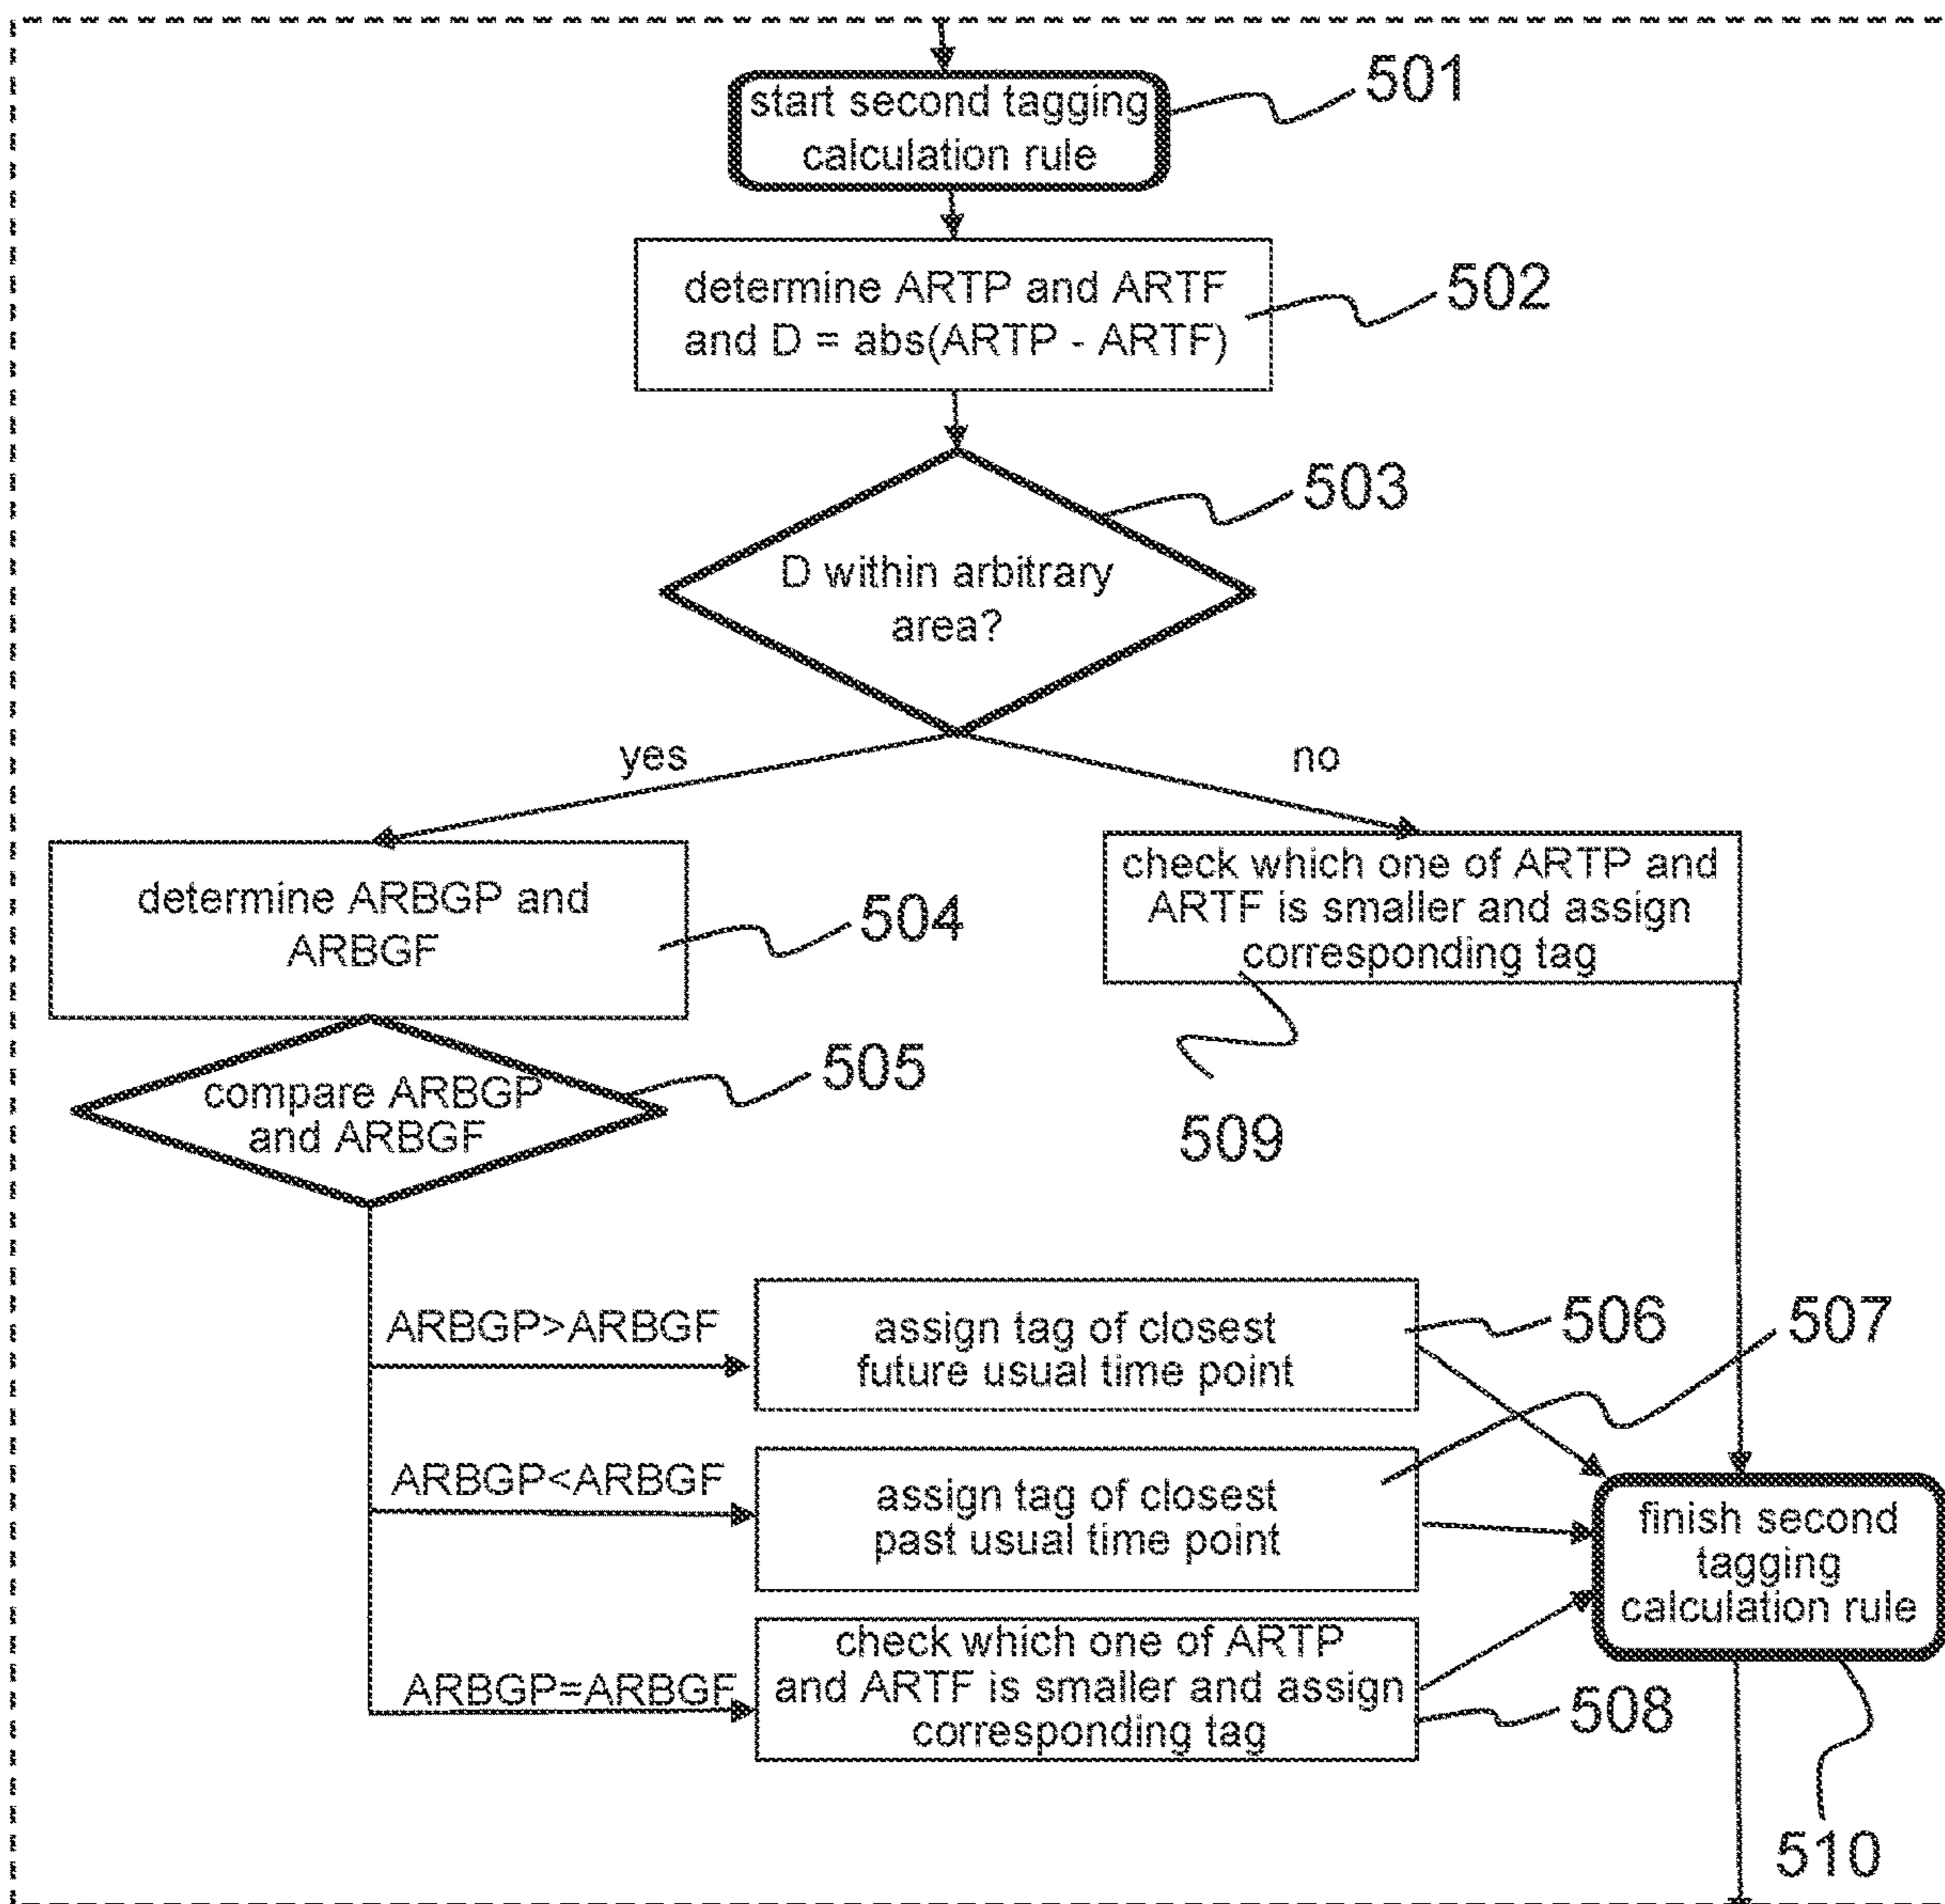 start second tagging
calculation rule
501
determine ARTP and ARTF
and D = abs(ARTP - ARTF)
502
D within arbitrary
area?
503
yes
no
determine ARBGP and
ARBGF
504
check which one of ARTP and
ARTF is smaller and assign
corresponding tag
509
compare ARBGP
and ARBGF
505
ARBGP>ARBGF
assign tag of closest
future usual time point
506
507
ARBGP<ARBGF
assign tag of closest
past usual time point
ARBGP=ARBGF
check which one of ARTP
and ARTF is smaller and assign
corresponding tag
508
finish second
tagging
calculation rule
510